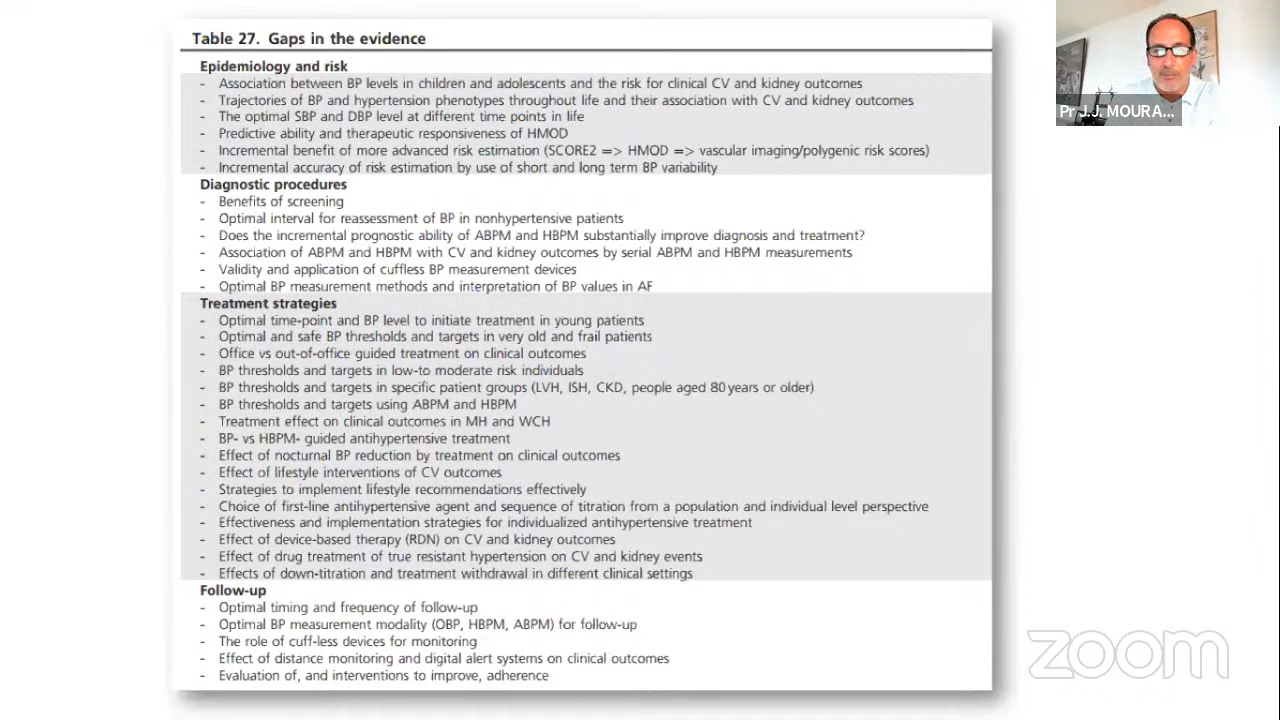 Table 27. Gaps in the evidence
Epidemiology and risk
- Association between BP levels in children and adolescents and the risk for clinical CV and kidney outcomes
- Trajectories of BP and hypertension phenotypes throughout life and their association with CV and kidney outcomes
- The optimal SBP and DBP level at different time points in life
- Predictive ability and therapeutic responsiveness of HMOD
- Incremental benefit of more advanced risk estimation (SCORE2 => HMOD => vascular imaging/polygenic risk scores)
- Incremental accuracy of risk estimation by use of short and long term BP variability
Diagnostic procedures
- Benefits of screening
- Optimal interval for reassessment of BP in nonhypertensive patients
- Does the incremental prognostic ability of ABPM and HBPM substantially improve diagnosis and treatment?
- Association of ABPM and HBPM with CV and kidney outcomes by serial ABPM and HBPM measurements
- Validity and application of cuffless BP measurement devices
- Optimal BP measurement methods and interpretation of BP values in AF
Treatment strategies
- Optimal time-point and BP level to initiate treatment in young patients
- Optimal and safe BP thresholds and targets in very old and frail patients
- Office vs out-of-office guided treatment on clinical outcomes
- BP thresholds and targets in low-to moderate risk individuals
- BP thresholds and targets in specific patient groups (LVH, ISH, CKD, people aged 80 years or older)
- BP thresholds and targets using ABPM and HBPM
- Treatment effect on clinical outcomes in MH and WCH
- BP- vs HBPM- guided antihypertensive treatment
- Effect of nocturnal BP reduction by treatment on clinical outcomes
- Effect of lifestyle interventions of CV outcomes
- Strategies to implement lifestyle recommendations effectively
- Choice of first-line antihypertensive agent and sequence of titration from a population and individual level perspective
- Effectiveness and implementation strategies for individualized antihypertensive treatment
- Effect of device-based therapy (RDN) on CV and kidney outcomes
- Effect of drug treatment of true resistant hypertension on CV and kidney events
- Effects of down-titration and treatment withdrawal in different clinical settings
Follow-up
- Optimal timing and frequency of follow-up
- Optimal BP measurement modality (OBP, HBPM, ABPM) for follow-up
- The role of cuff-less devices for monitoring
- Effect of distance monitoring and digital alert systems on clinical outcomes
- Evaluation of, and interventions to improve, adherence
Pr J.J. MOURA...
zoom